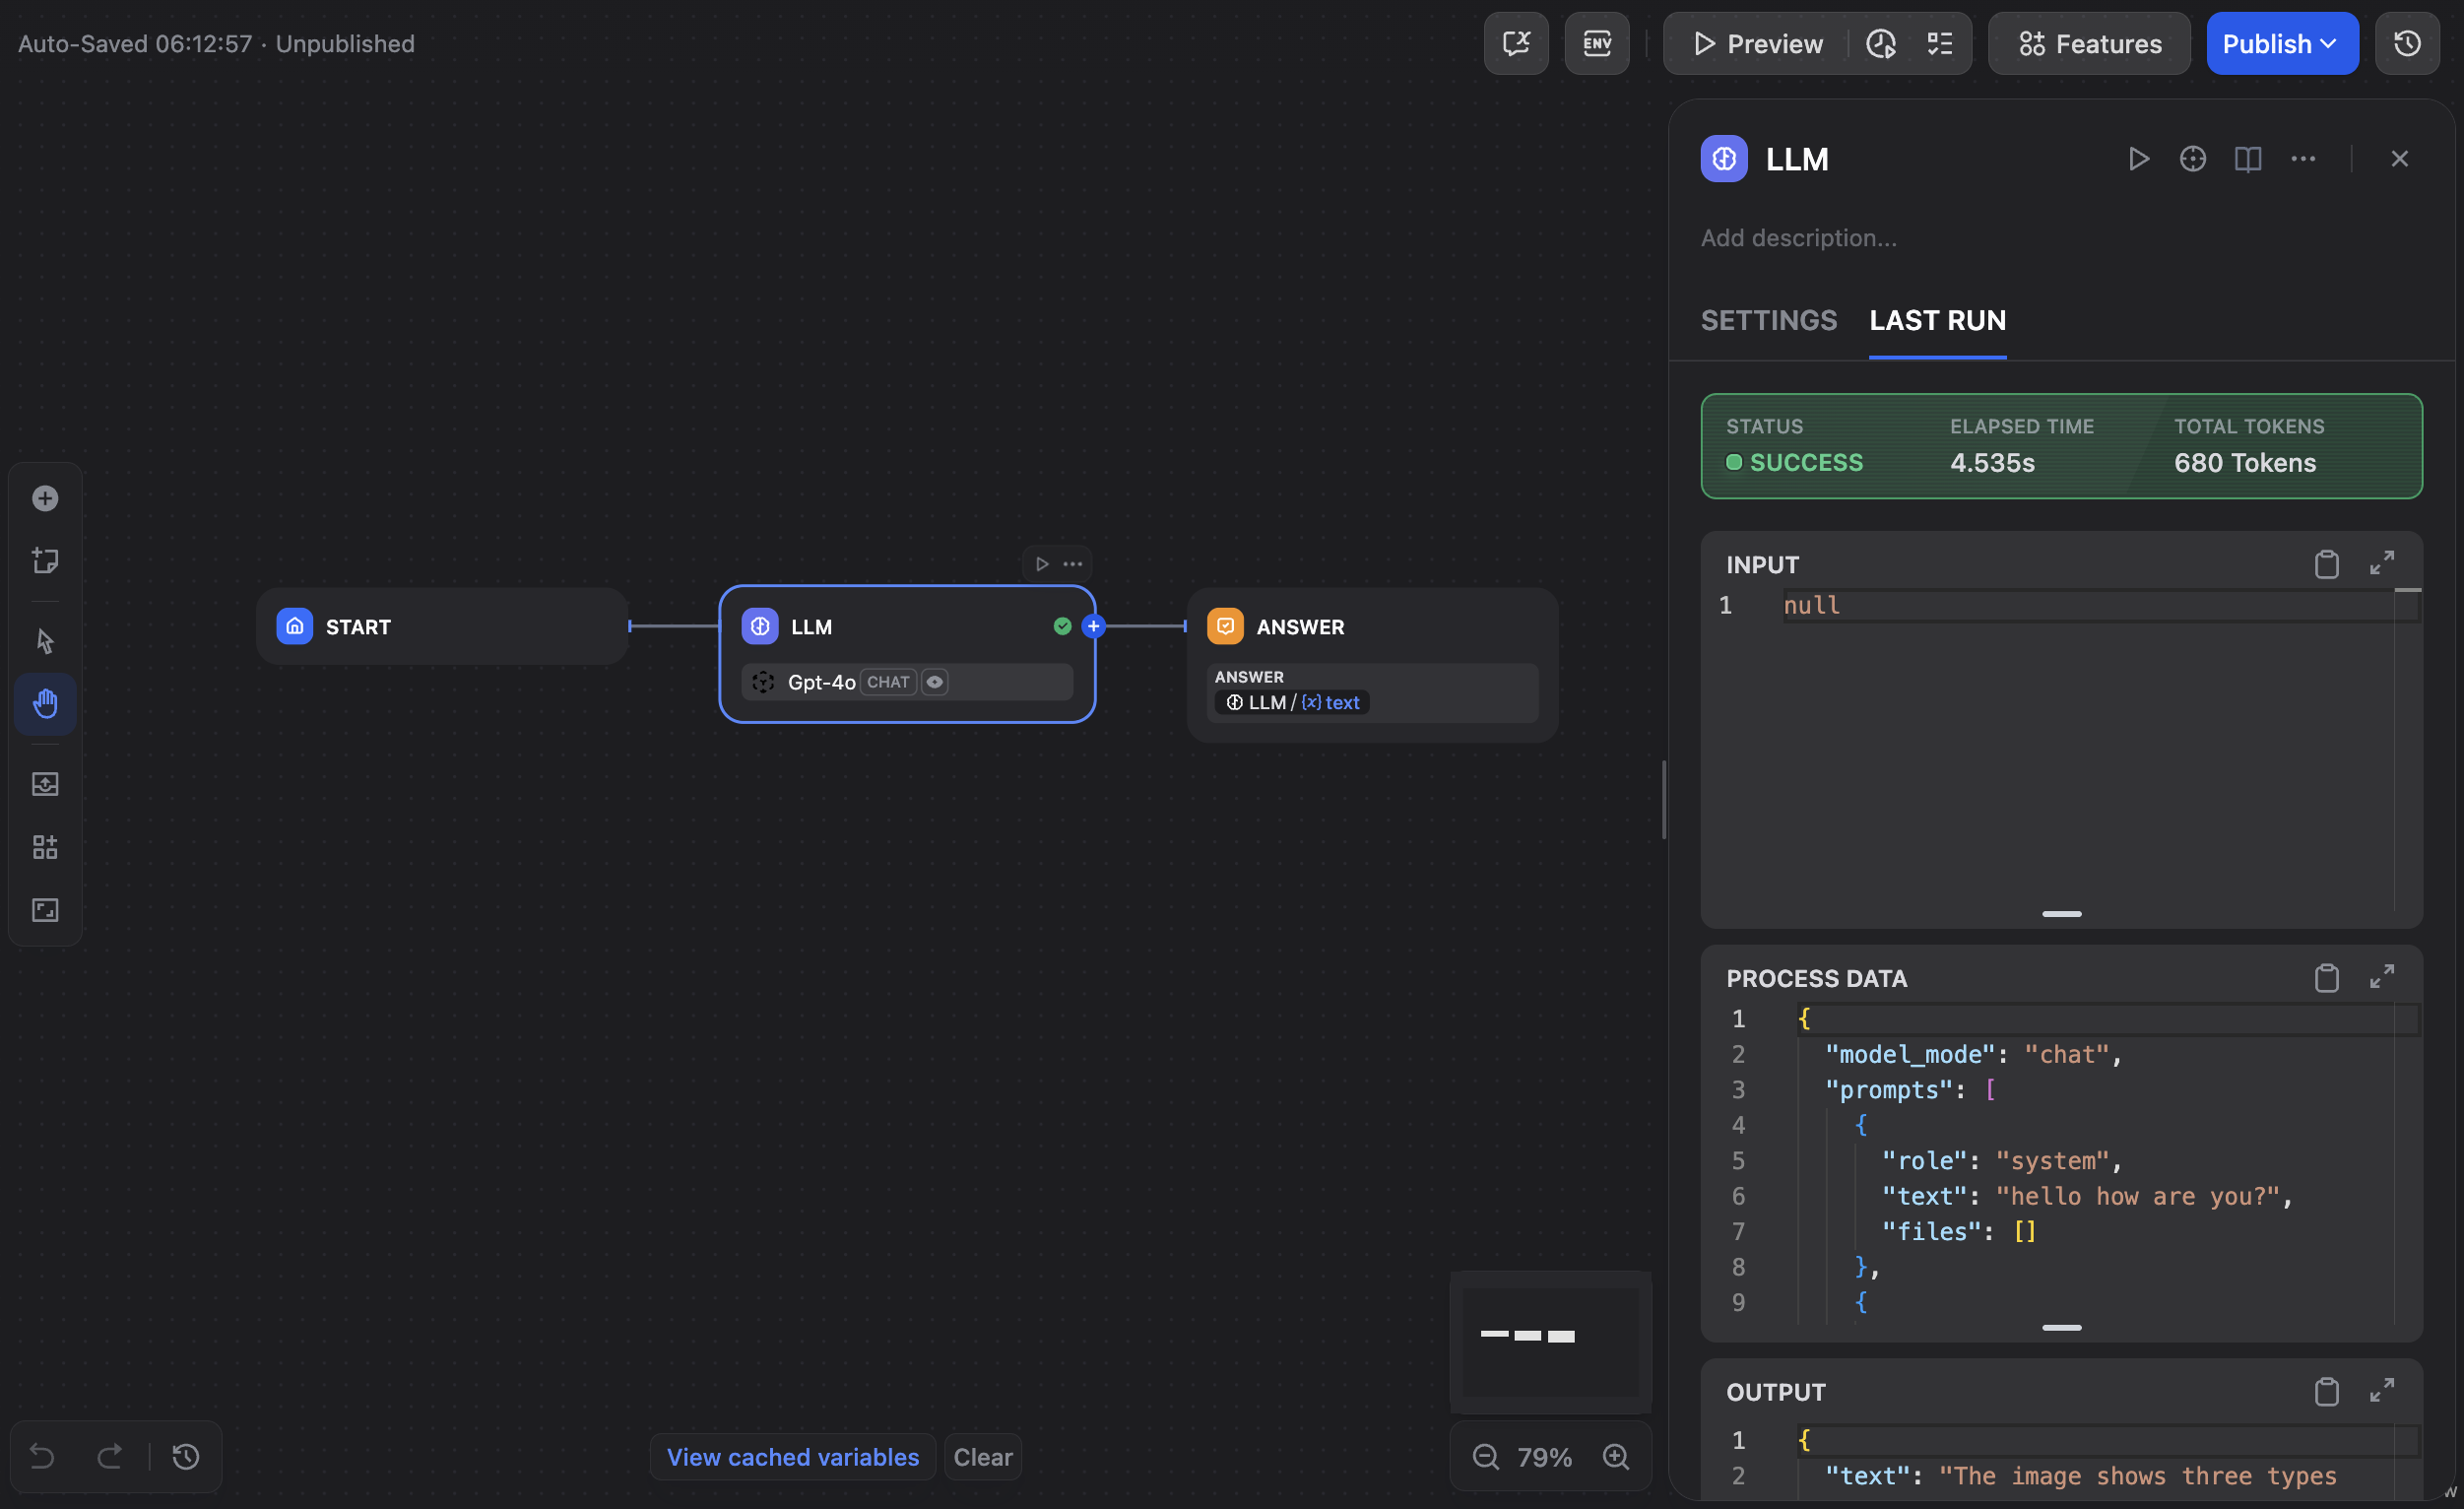 Auto-Saved 06:12:57 · Unpublished
ENV
Preview
Features
Publish
LLM
Add description...
SETTINGS
LAST RUN
STATUS
ELAPSED TIME
TOTAL TOKENS
SUCCESS
4.535s
680 Tokens
START
LLM
Gpt-4o
CHAT
ANSWER
ANSWER
LLM / {x} text
INPUT
1 null
PROCESS DATA
1 {
2 "model_mode": "chat",
3 "prompts": [
4 {
5 "role": "system",
6 "text": "hello how are you?",
7 "files": []
8 },
9 {
OUTPUT
1 {
2 "text": "The image shows three types
View cached variables
Clear
79%